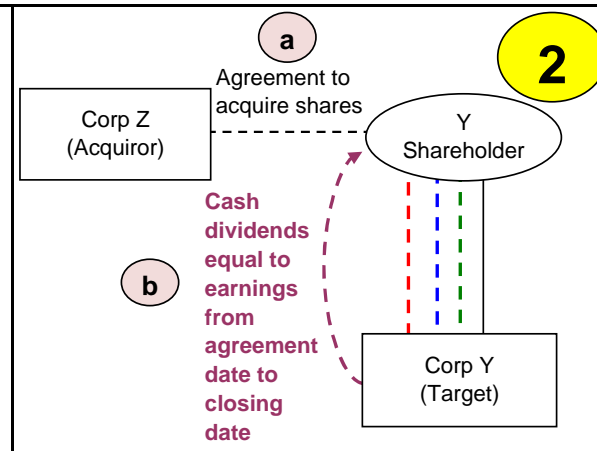 a
2
Agreement to
acquire shares
Corp Z
(Acquiror)
Y
Shareholder
b
Cash
dividends
equal to
earnings
from
agreement
date to
closing
date
Corp Y
(Target)